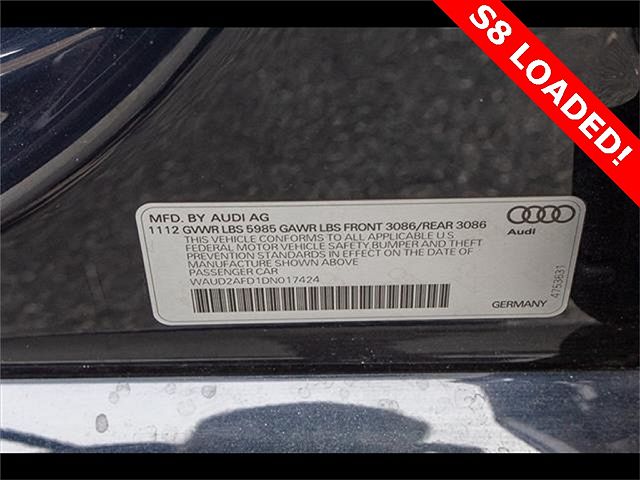 S8 LOADED!
MFD. BY AUDI AG
1112 GVWR LBS 5985 GAWR LBS FRONT 3086/REAR 3086
THIS VEHICLE CONFORMS TO ALL APPLICABLE U.S
FEDERAL MOTOR VEHICLE SAFETY,BUMPER AND THEFT
PREVENTION STANDARDS IN EFFECT ON THE DATE OF
MANUFACTURE SHOWN ABOVE
PASSENGER CAR
WAUD2AFD1DN017424
Audi
GERMANY
4753631